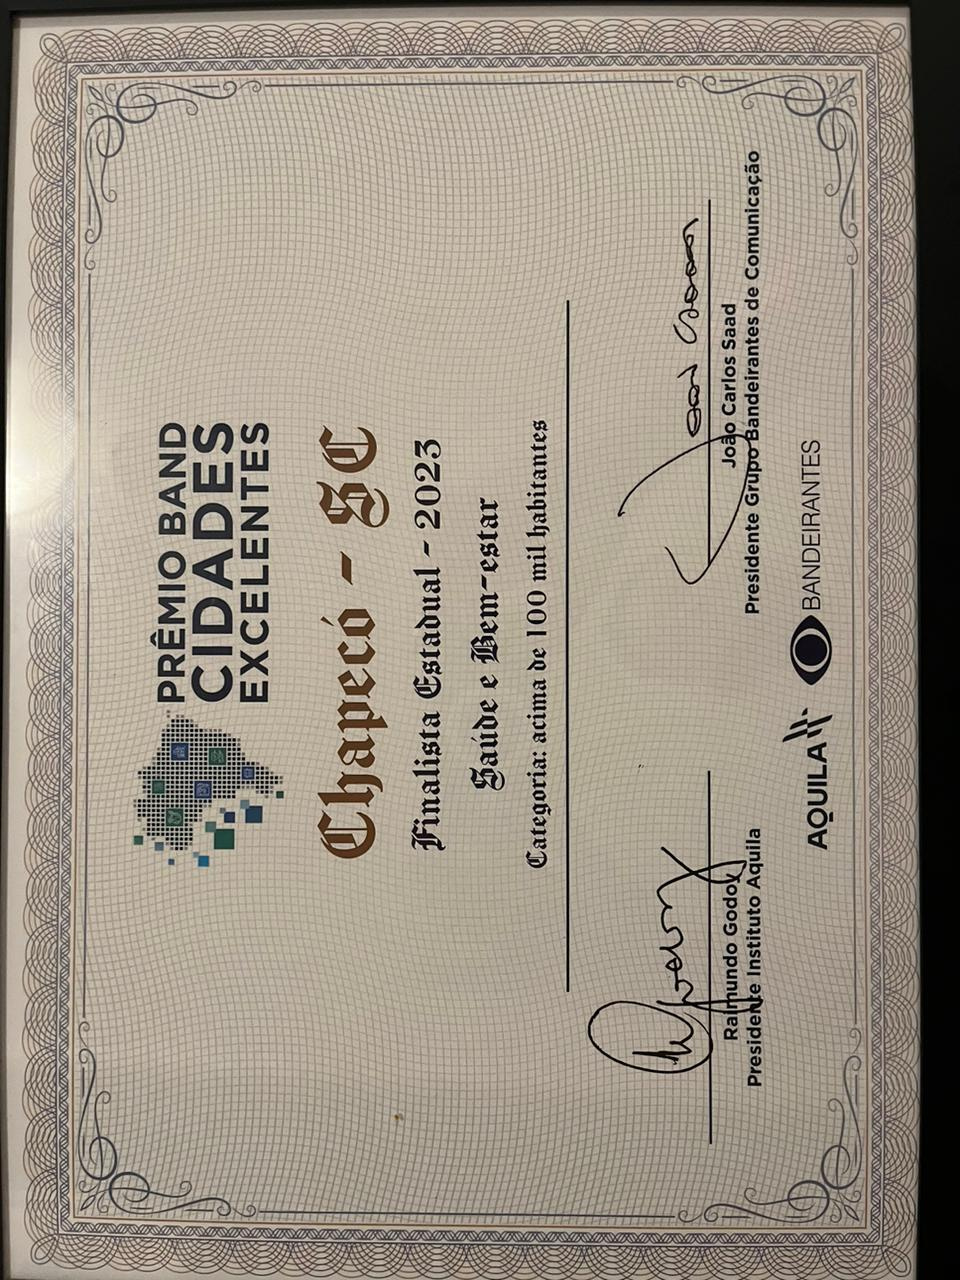 PRÊMIO BAND
CIDADES
EXCELENTES
Chapecó - SC
Finalista Estadual - 2023
Saúde e Bem-estar
Categoria: acima de 100 mil habitantes
Raimundo Godoy
Presidente Instituto Aquila
João Carlos Saad
Presidente Grupo Bandeirantes de Comunicação
AQUILA
BANDEIRANTES